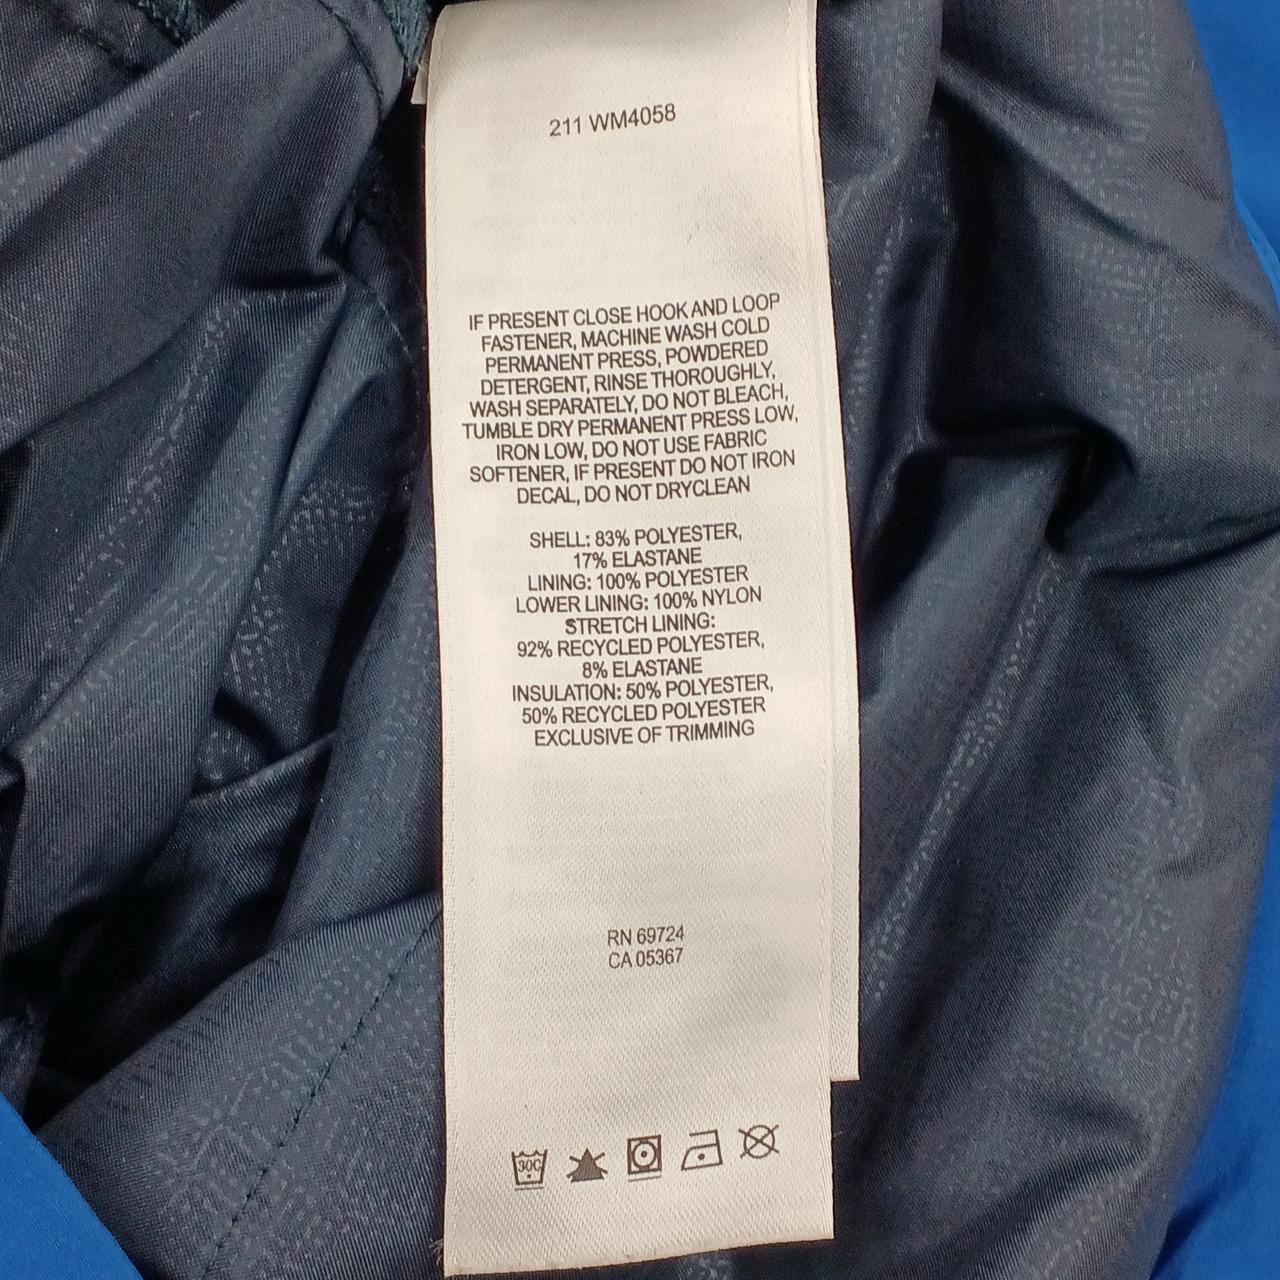 211 WM4058
IF PRESENT CLOSE HOOK AND LOOP
FASTENER, MACHINE WASH COLD
PERMANENT PRESS, POWDERED
DETERGENT, RINSE THOROUGHLY,
WASH SEPARATELY, DO NOT BLEACH,
TUMBLE DRY PERMANENT PRESS LOW,
IRON LOW, DO NOT USE FABRIC
SOFTENER, IF PRESENT DO NOT IRON
DECAL, DO NOT DRYCLEAN
SHELL: 83% POLYESTER,
17% ELASTANE
LINING: 100% POLYESTER
LOWER LINING: 100% NYLON
STRETCH LINING:
92% RECYCLED POLYESTER,
8% ELASTANE
INSULATION: 50% POLYESTER,
50% RECYCLED POLYESTER
EXCLUSIVE OF TRIMMING
RN 69724
CA 05367
30C